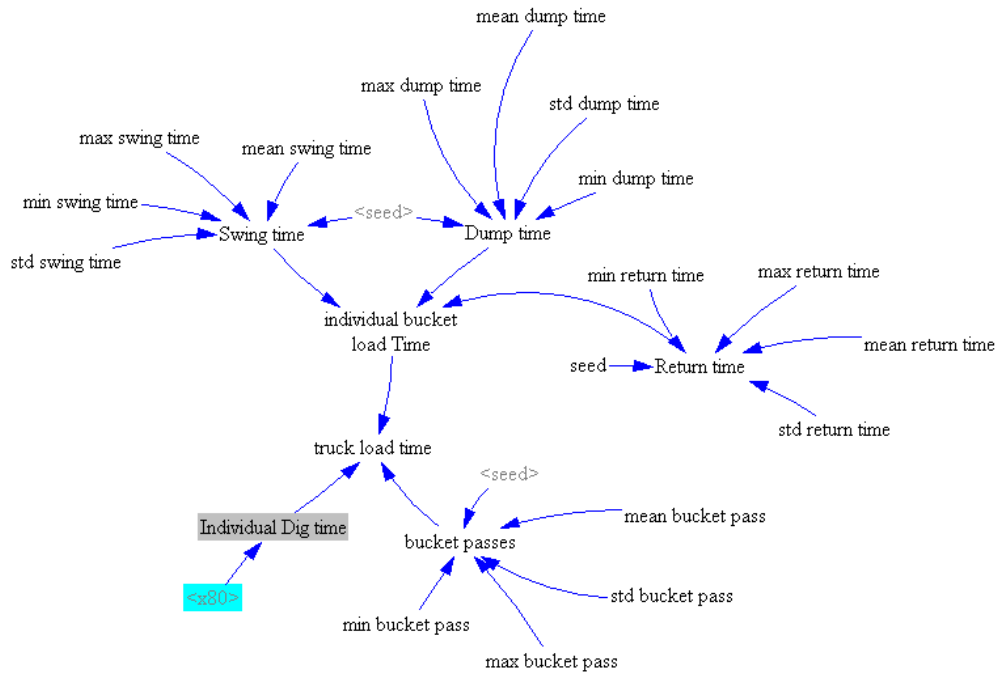 mean dump time
max dump time
std dump time
max swing time
mean swing time
min dump time
min swing time
<seed>
Swing time
Dump time
std swing time
min return time
max return time
individual bucket
load Time
mean return time
seed
Return time
std return time
truck load time
<seed>
mean bucket pass
Individual Dig time
bucket passes
<x80>
std bucket pass
min bucket pass
max bucket pass